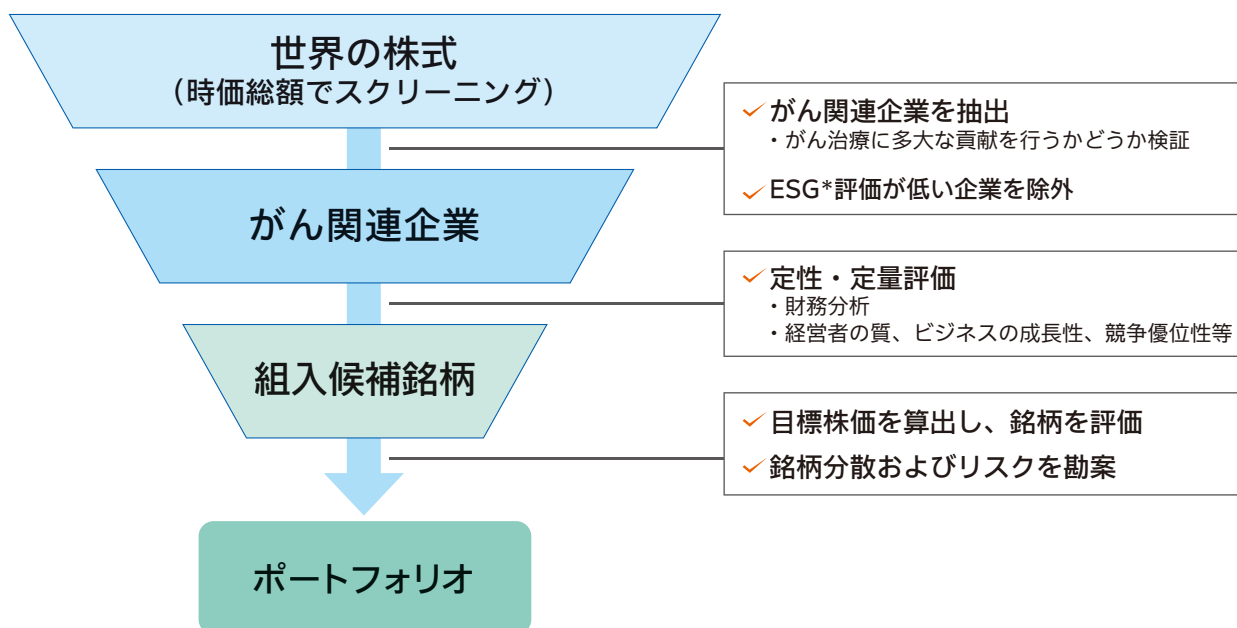 世界の株式
（時価総額でスクリーニング）
がん関連企業を抽出
・がん治療に多大な貢献を行うかどうか検証
ESG*評価が低い企業を除外
がん関連企業
定性・定量評価
・財務分析
・経営者の質、ビジネスの成長性、競争優位性等
組入候補銘柄
目標株価を算出し、銘柄を評価
銘柄分散およびリスクを勘案
ポートフォリオ